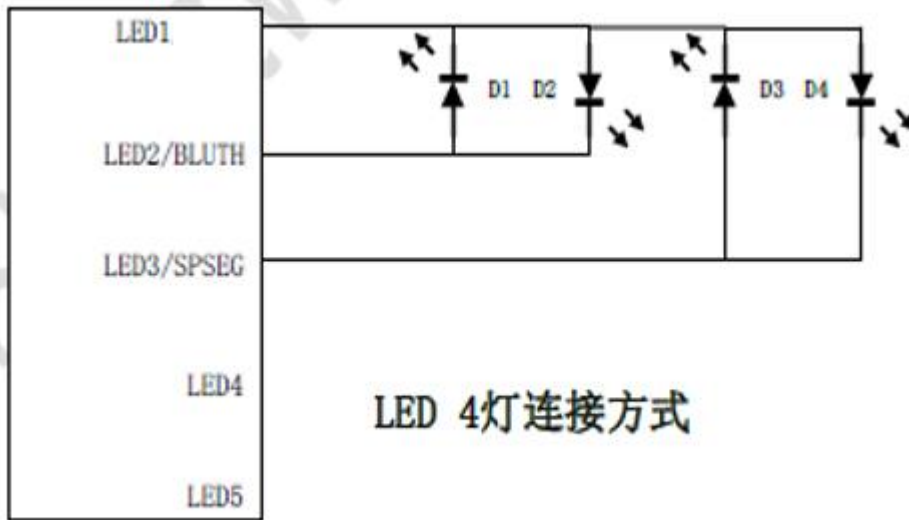 LED1
D1 D2
D3 D4
LED2/BLUTH
LED3/SPSEG
LED4
LED 4灯连接方式
LED5